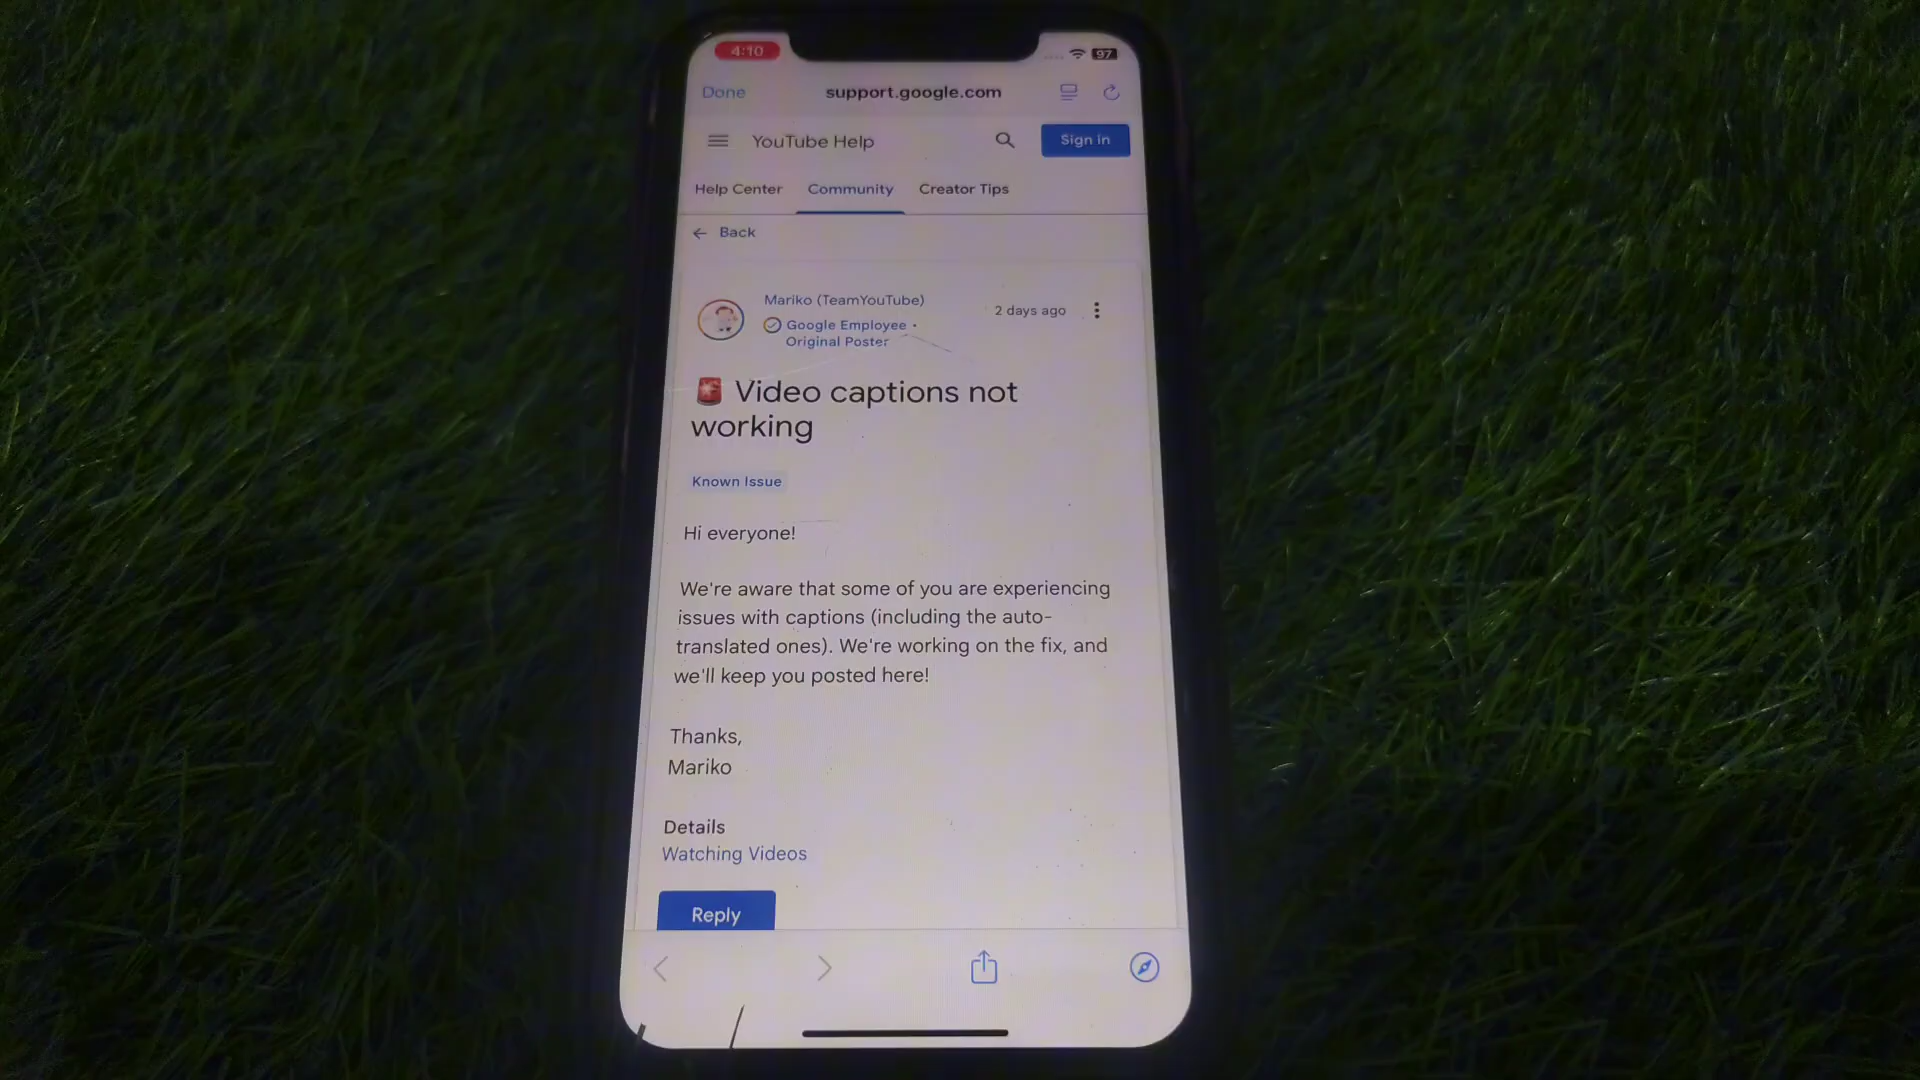 4:10
97
Done
support.google.com
YouTube Help
Sign in
Help Center
Community
Creator Tips
Back
Mariko (TeamYouTube)
2 days ago
Google Employee •
Original Poster
🚨 Video captions not
working
Known Issue
Hi everyone!
We're aware that some of you are experiencing
issues with captions (including the auto-
translated ones). We're working on the fix, and
we'll keep you posted here!
Thanks,
Mariko
Details
Watching Videos
Reply